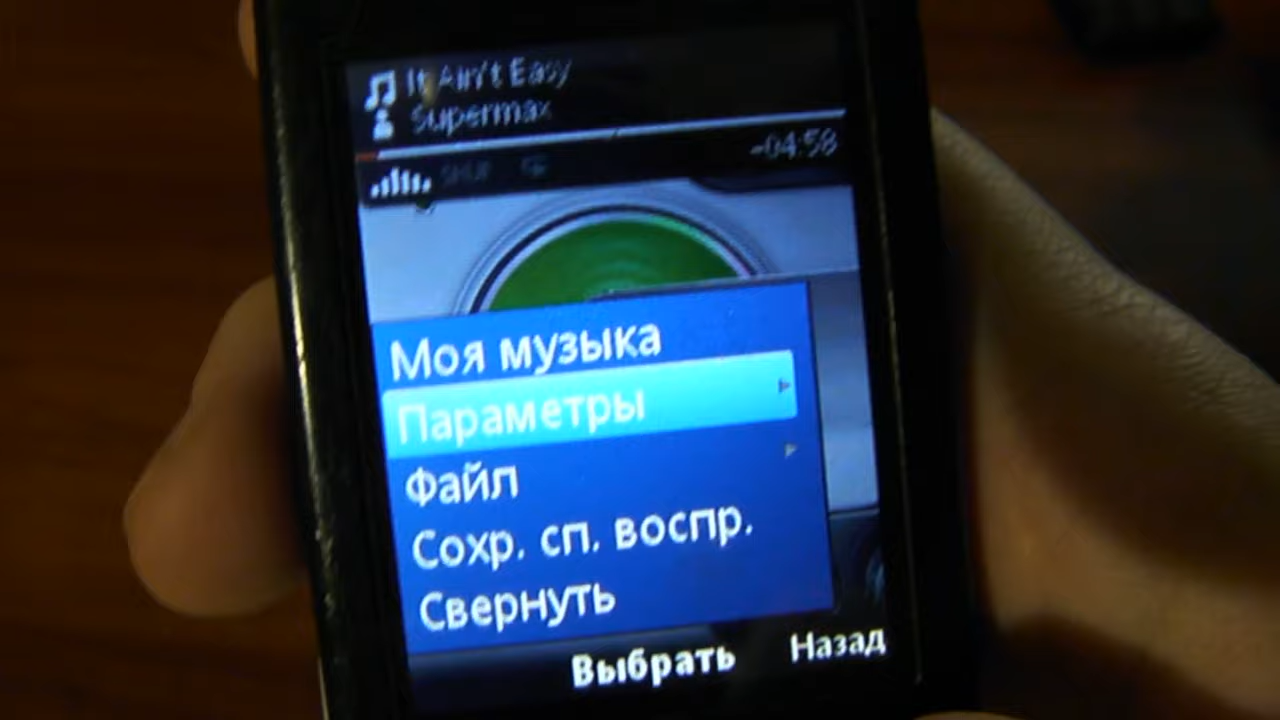 It Ain't Easy
Supermax
-04:58
Моя музыка
Параметры
Файл
Сохр. сп. воспр.
Свернуть
Выбрать
Назад